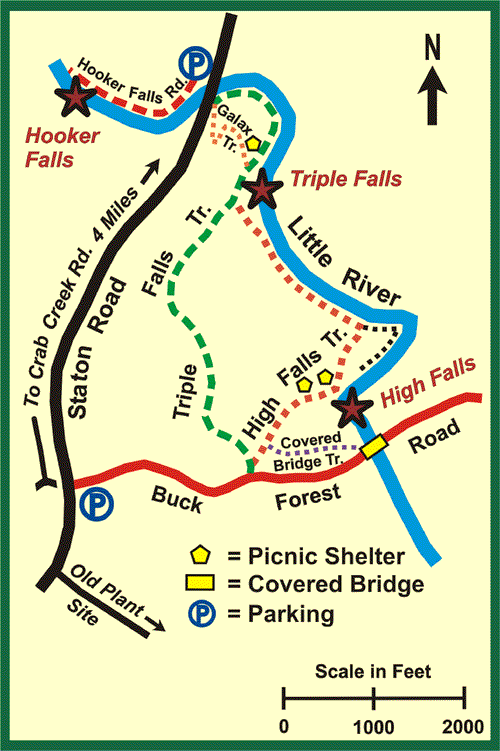 N
P
Hooker Falls Rd.
Hooker
Falls
Galax
Tr.
Triple Falls
Little River
To Crab Creek Rd. 4 Miles
Staton Road
Triple Falls Tr.
High Falls Tr.
High Falls
Covered
Bridge Tr.
Buck Forest Road
P
Old Plant
Site
= Picnic Shelter
= Covered Bridge
P = Parking
Scale in Feet
0 1000 2000